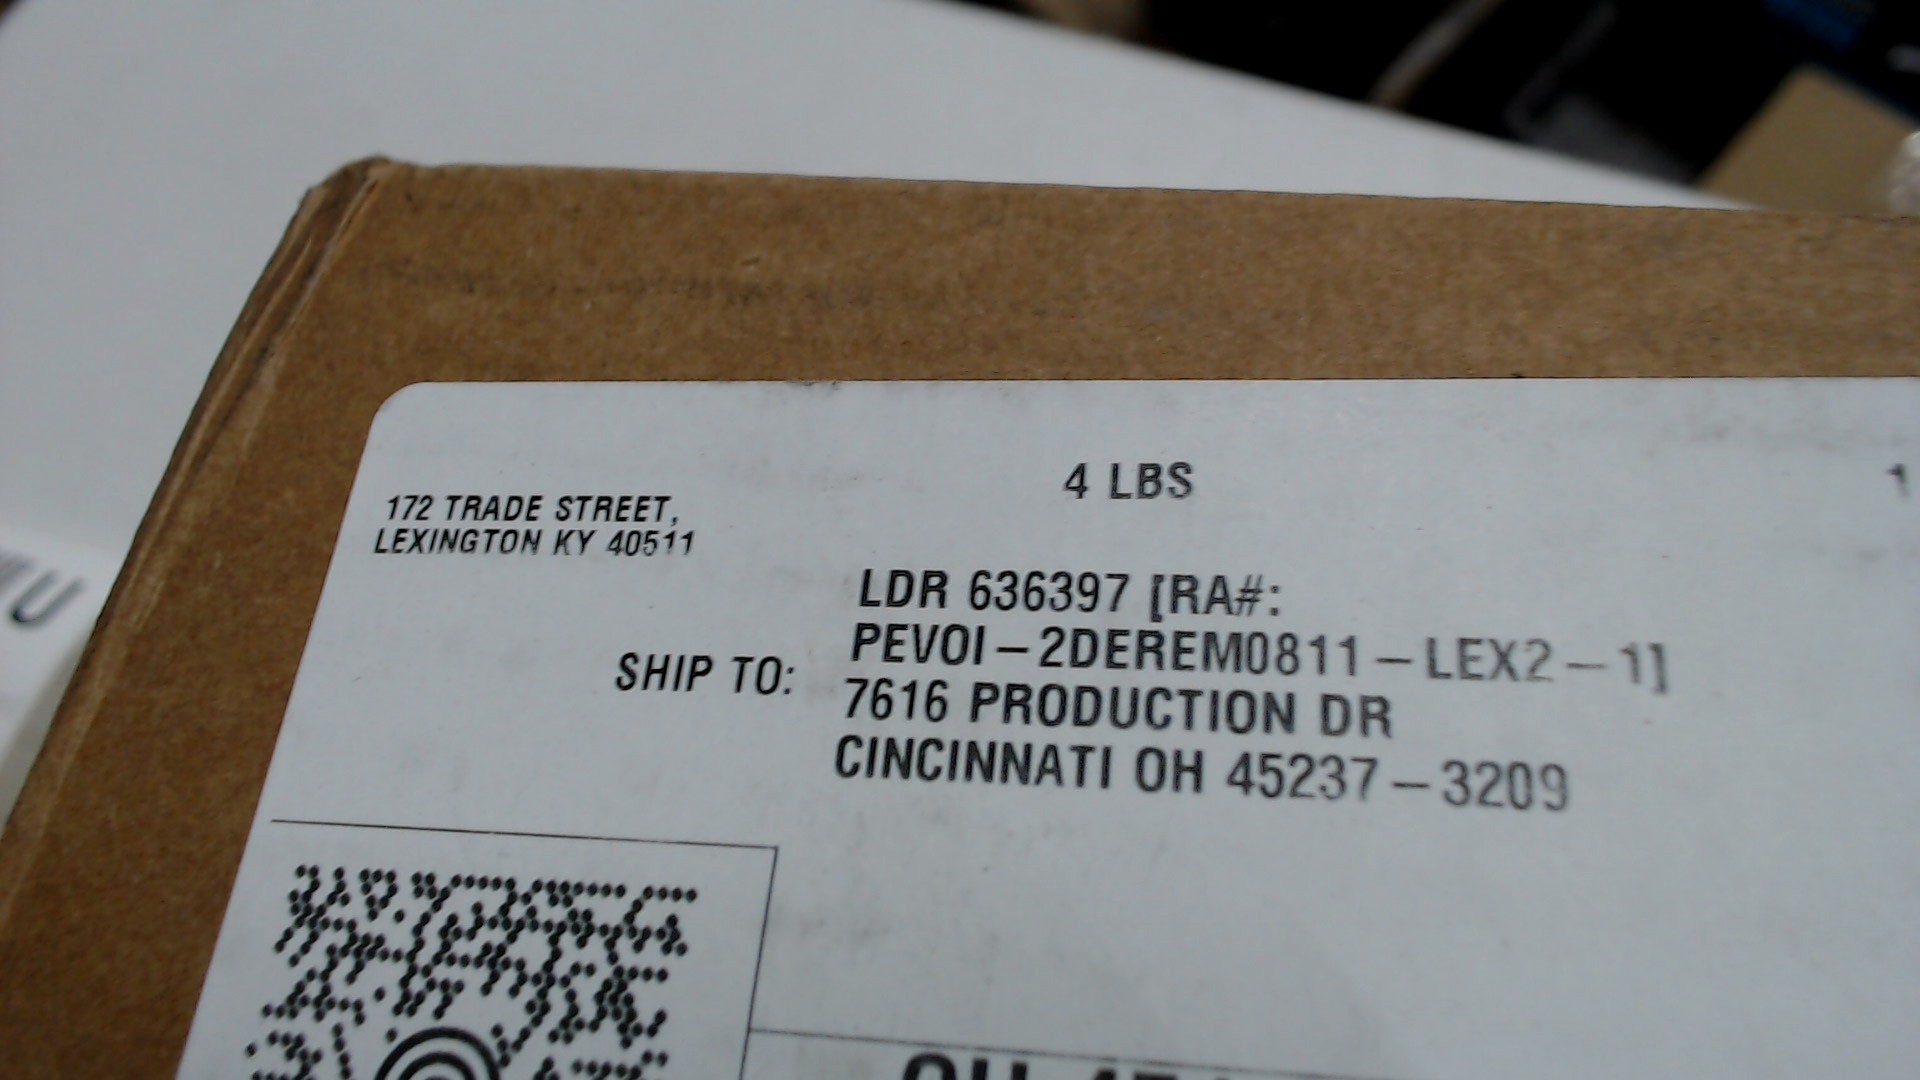 4 LBS
1
172 TRADE STREET,
LEXINGTON KY 40511
LDR 636397 [RA#:
PEVOI-2DEREM0811-LEX2-1]
SHIP TO:
7616 PRODUCTION DR
CINCINNATI OH 45237-3209